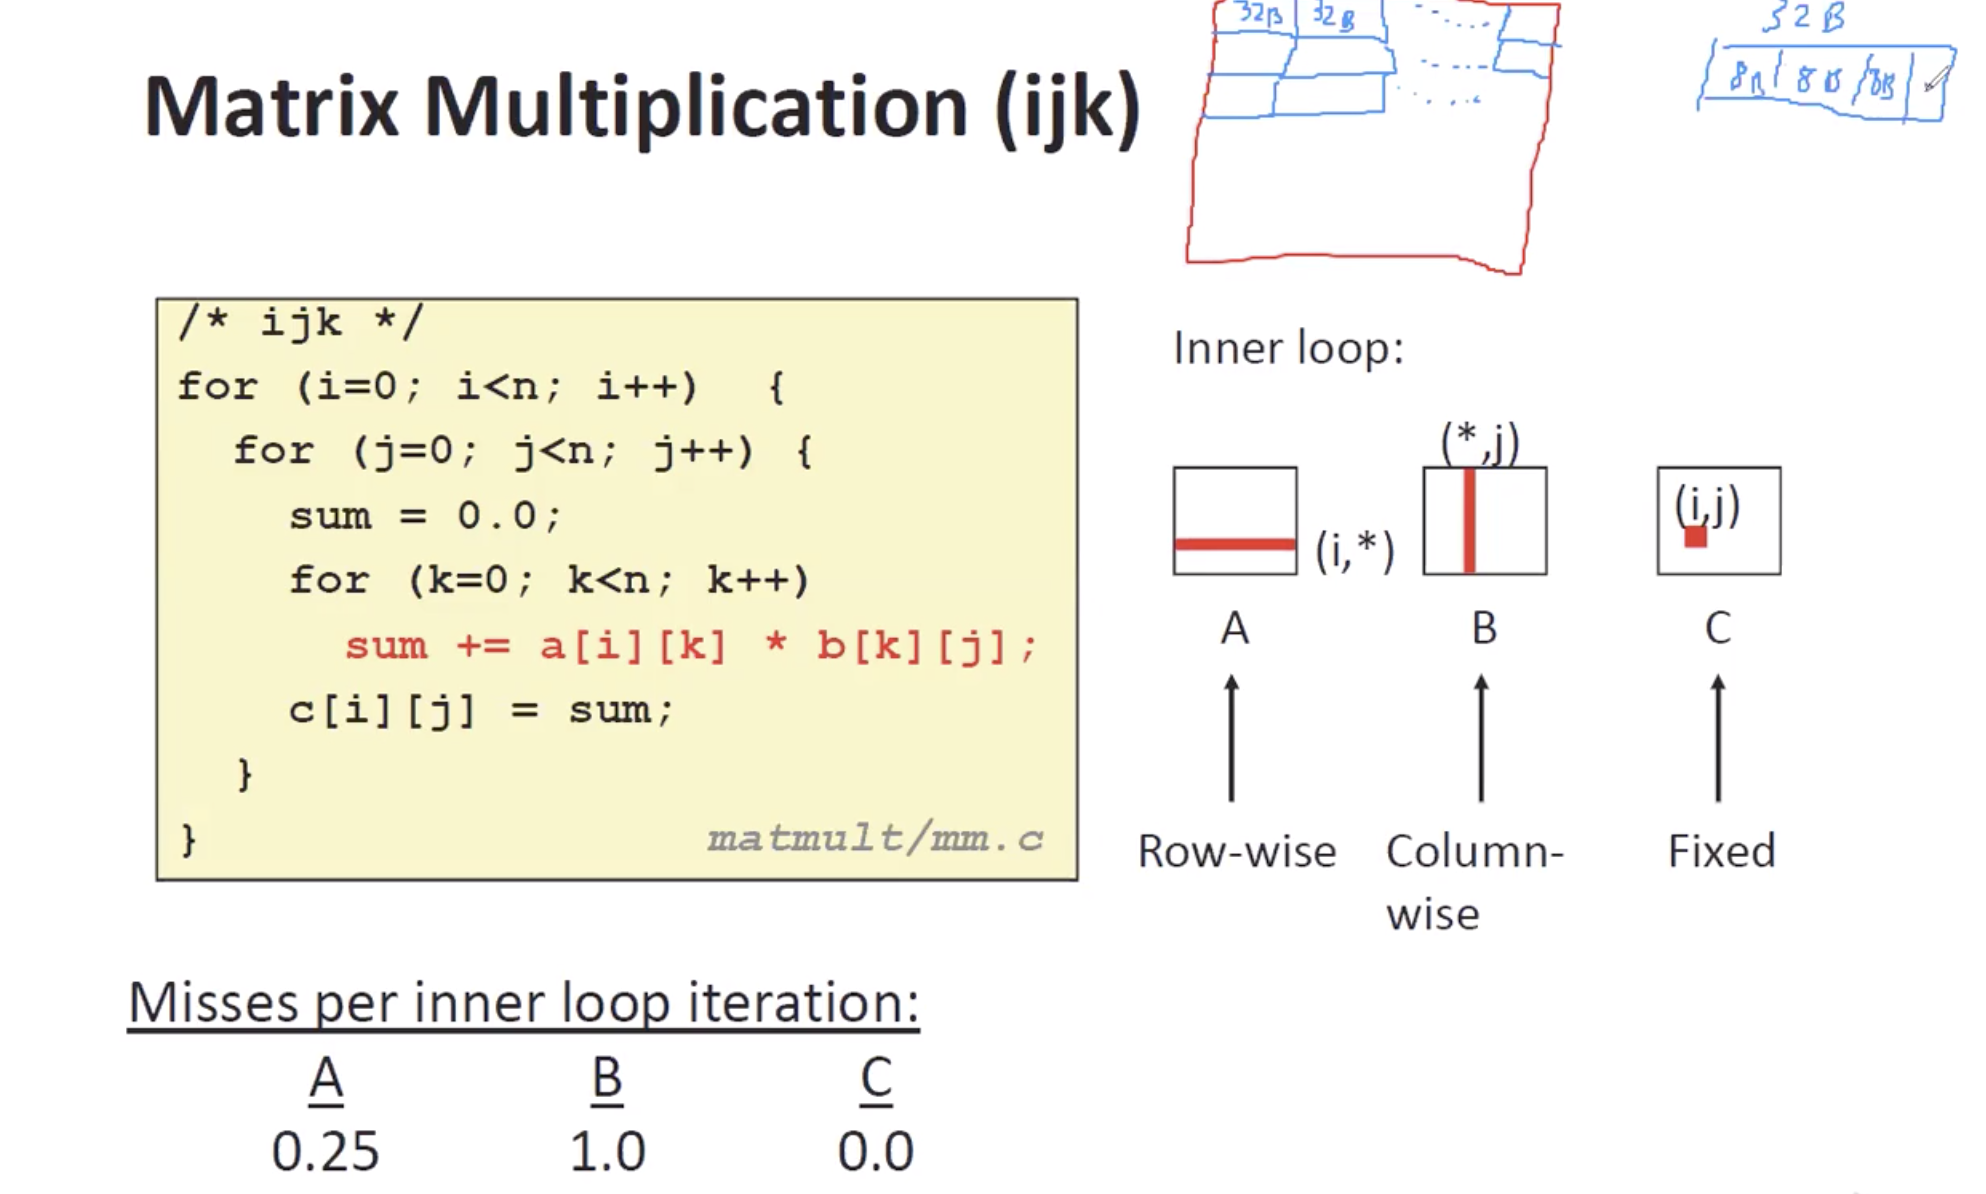 32B 32B
32B
8B 8B 8B
Matrix Multiplication (ijk)
/* ijk */
for (i=0; i<n; i++)  {
  for (j=0; j<n; j++) {
    sum = 0.0;
    for (k=0; k<n; k++)
      sum += a[i][k] * b[k][j];
    c[i][j] = sum;
  }
}
matmult/mm.c
Inner loop:
(*,j)
(i,j)
(i,*)
A B C
Row-wise Column-wise Fixed
Misses per inner loop iteration:
A B C
0.25 1.0 0.0